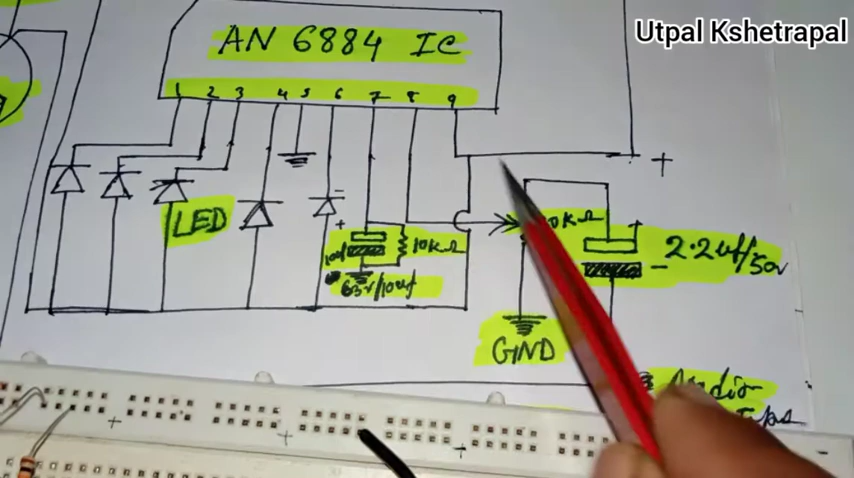 Utpal Kshetrapal
AN 6884 IC
1 2 3 4 5 6 7 8 9
+
LED
+
10KΩ
63v/10uf
0KΩ
+
-
2.2uf/50v
GND
Audio
+
+
+